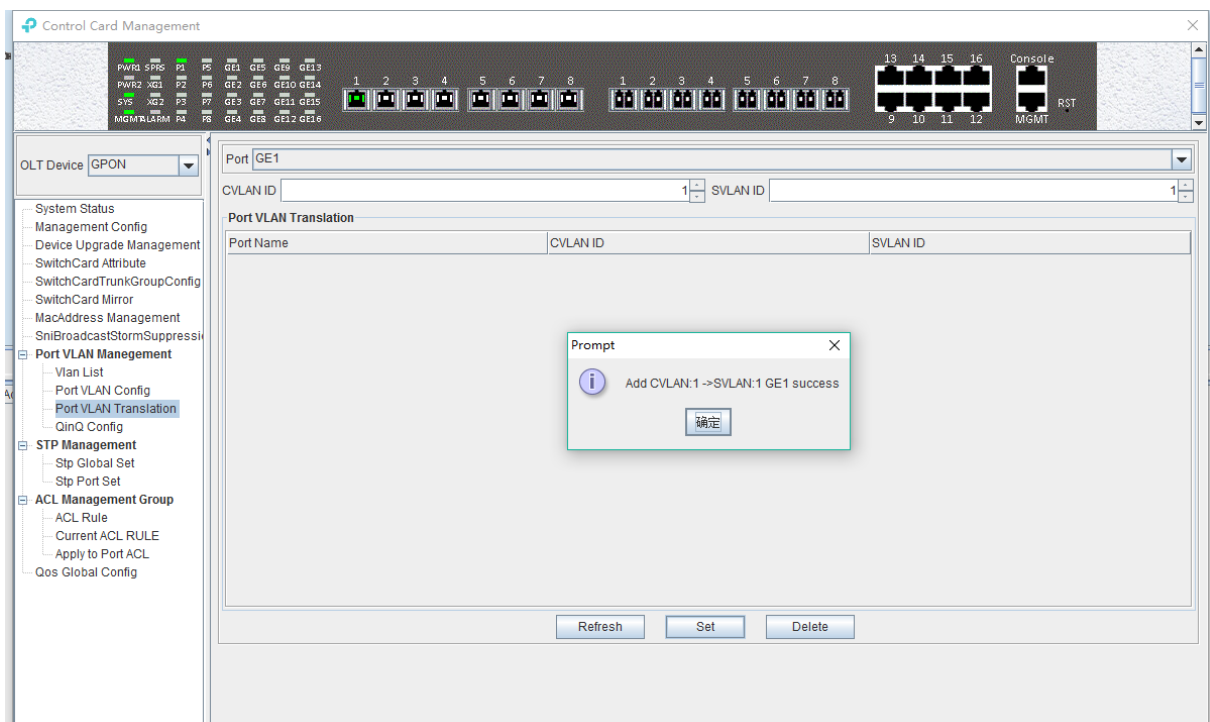 Control Card Management
PWR1 SPRS P1 P5 GE1 GE5 GE9 GE13
PWR2 XG1 P2 P6 GE2 GE6 GE10 GE14
SYS XG2 P3 P7 GE3 GE7 GE11 GE15
MGMT ALARM P4 P8 GE4 GE8 GE12 GE16
1 2 3 4 5 6 7 8 1 2 3 4 5 6 7 8
13 14 15 16 Console
RST
9 10 11 12 MGMT
OLT Device GPON
System Status
Management Config
Device Upgrade Management
SwitchCard Attribute
SwitchCardTrunkGroupConfig
SwitchCard Mirror
MacAddress Management
SniBroadcastStormSuppressi
Port VLAN Manegement
Vlan List
Port VLAN Config
Port VLAN Translation
QinQ Config
STP Management
Stp Global Set
Stp Port Set
ACL Management Group
ACL Rule
Current ACL RULE
Apply to Port ACL
Qos Global Config
Port GE1
CVLAN ID 1 SVLAN ID 1
Port VLAN Translation
Port Name CVLAN ID SVLAN ID
Prompt
Add CVLAN:1 ->SVLAN:1 GE1 success
确定
Refresh Set Delete